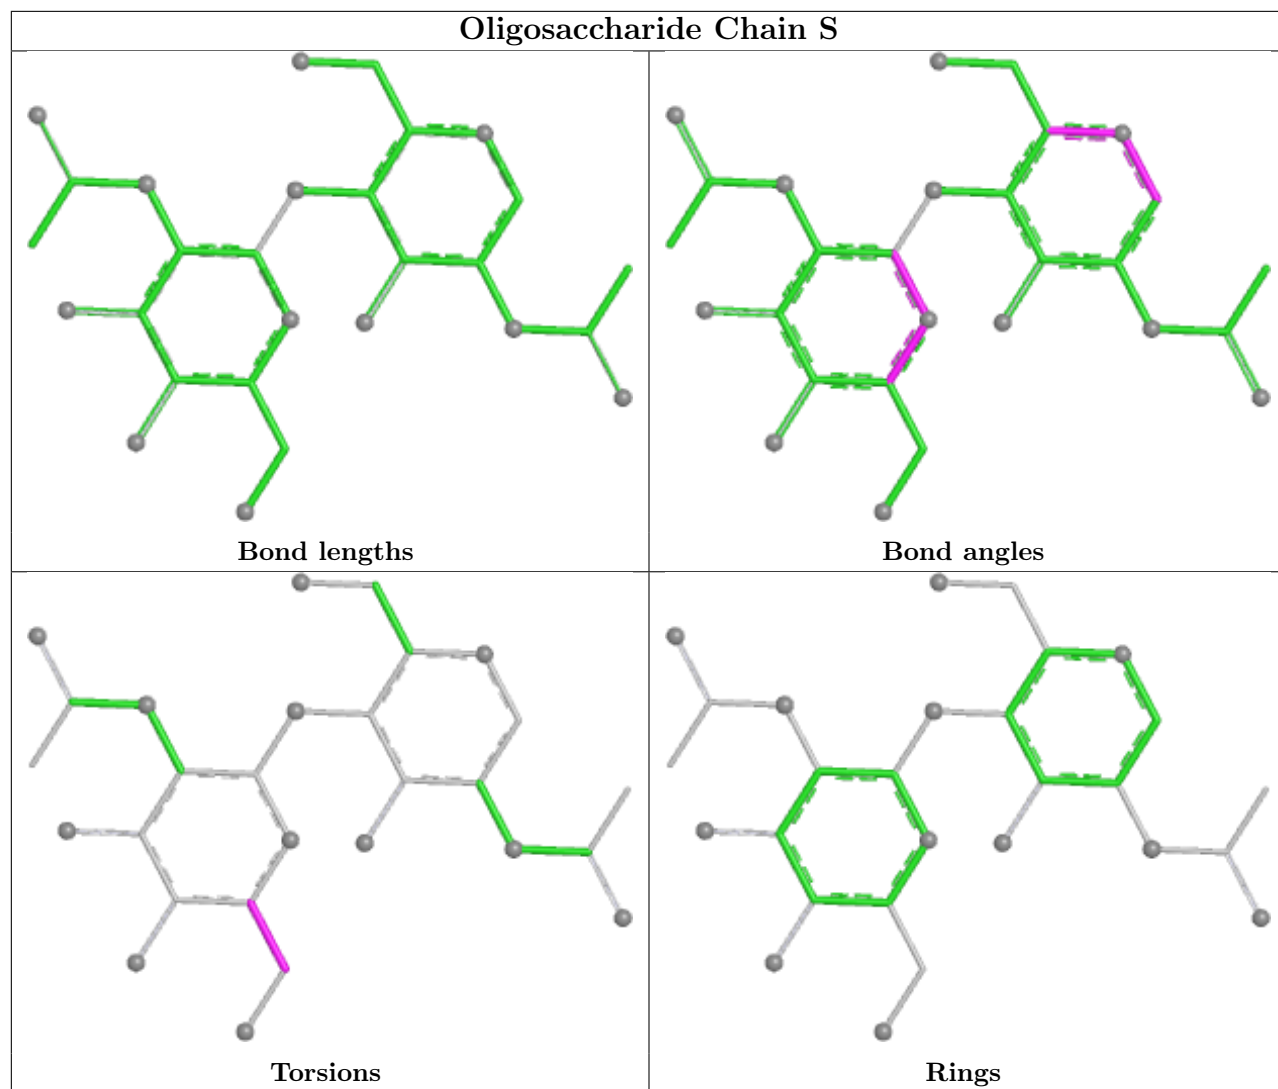 Oligosaccharide Chain S
Bond lengths
Bond angles
Torsions
Rings